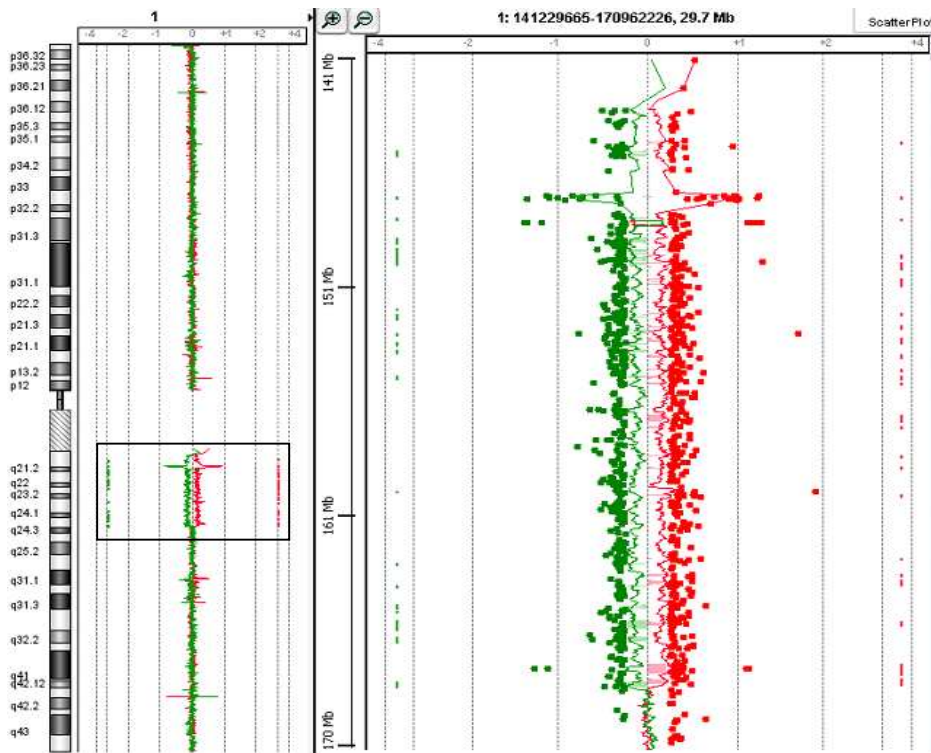 1
1: 141229665-170962226, 29.7 Mb
ScatterPlot
-4 -2 0 +2 +4
-4 -2 -1 0 +1 +2 +4
p36.32
p36.23
p36.21
p36.12
p35.3
p35.1
p34.2
p33
p32.2
p31.3
p31.1
p22.2
p21.3
p21.1
p13.2
p12
q21.2
q22
q23.2
q24.1
q24.3
q25.2
q31.1
q31.3
q32.2
q41
q42.12
q42.2
q43
141 Mb
151 Mb
161 Mb
170 Mb